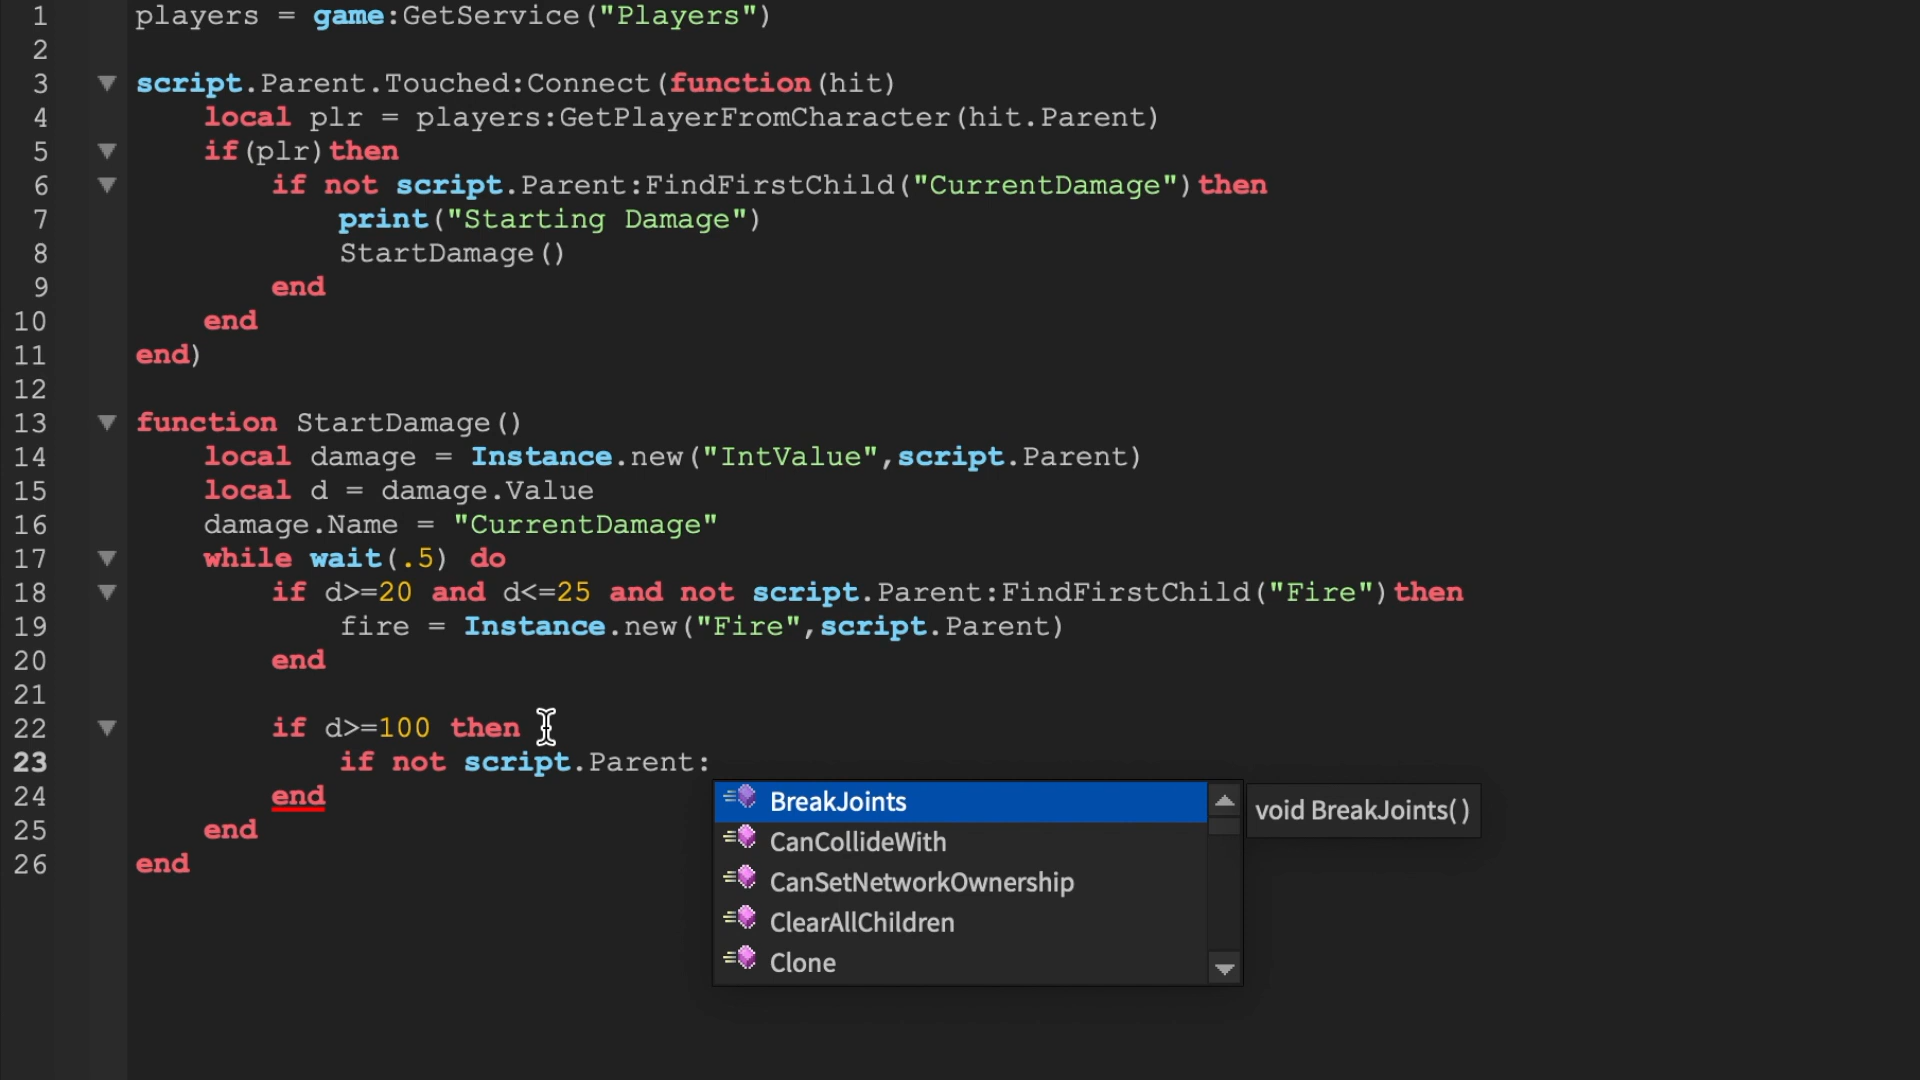 1 players = game:GetService("Players")
2
3 script.Parent.Touched:Connect(function(hit)
4 local plr = players:GetPlayerFromCharacter(hit.Parent)
5 if(plr)then
6 if not script.Parent:FindFirstChild("CurrentDamage")then
7 print("Starting Damage")
8 StartDamage()
9 end
10 end
11 end)
12
13 function StartDamage()
14 local damage = Instance.new("IntValue",script.Parent)
15 local d = damage.Value
16 damage.Name = "CurrentDamage"
17 while wait(.5) do
18 if d>=20 and d<=25 and not script.Parent:FindFirstChild("Fire")then
19 fire = Instance.new("Fire",script.Parent)
20 end
21
22 if d>=100 then
23 if not script.Parent:
24 end
25 end
26 end
BreakJoints
void BreakJoints()
CanCollideWith
CanSetNetworkOwnership
ClearAllChildren
Clone